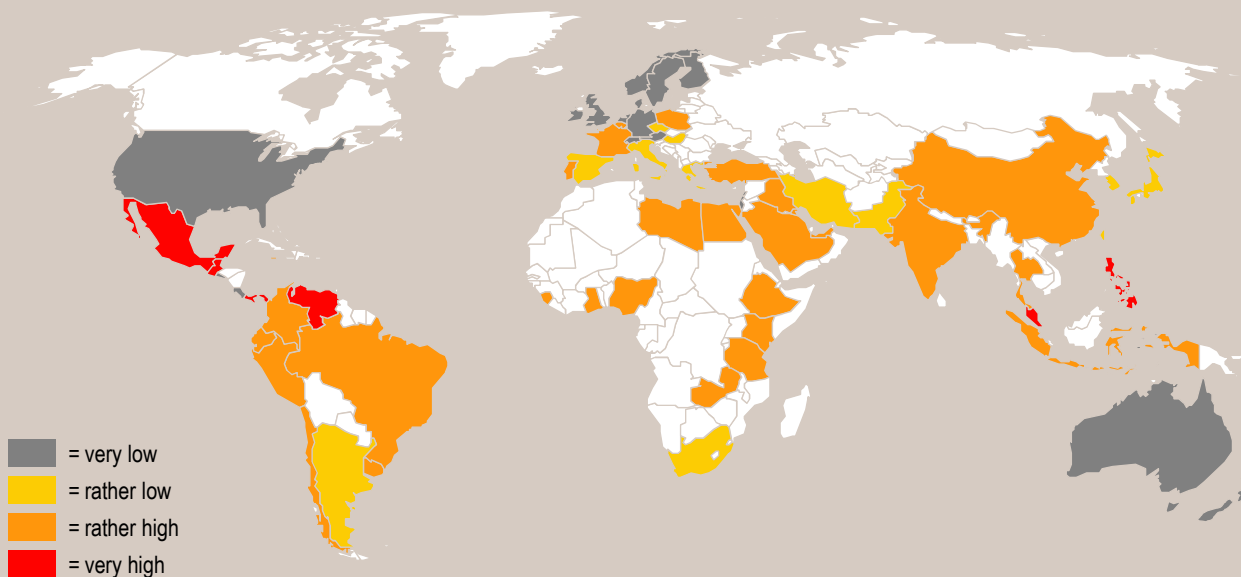 = very low
= rather low
= rather high
= very high